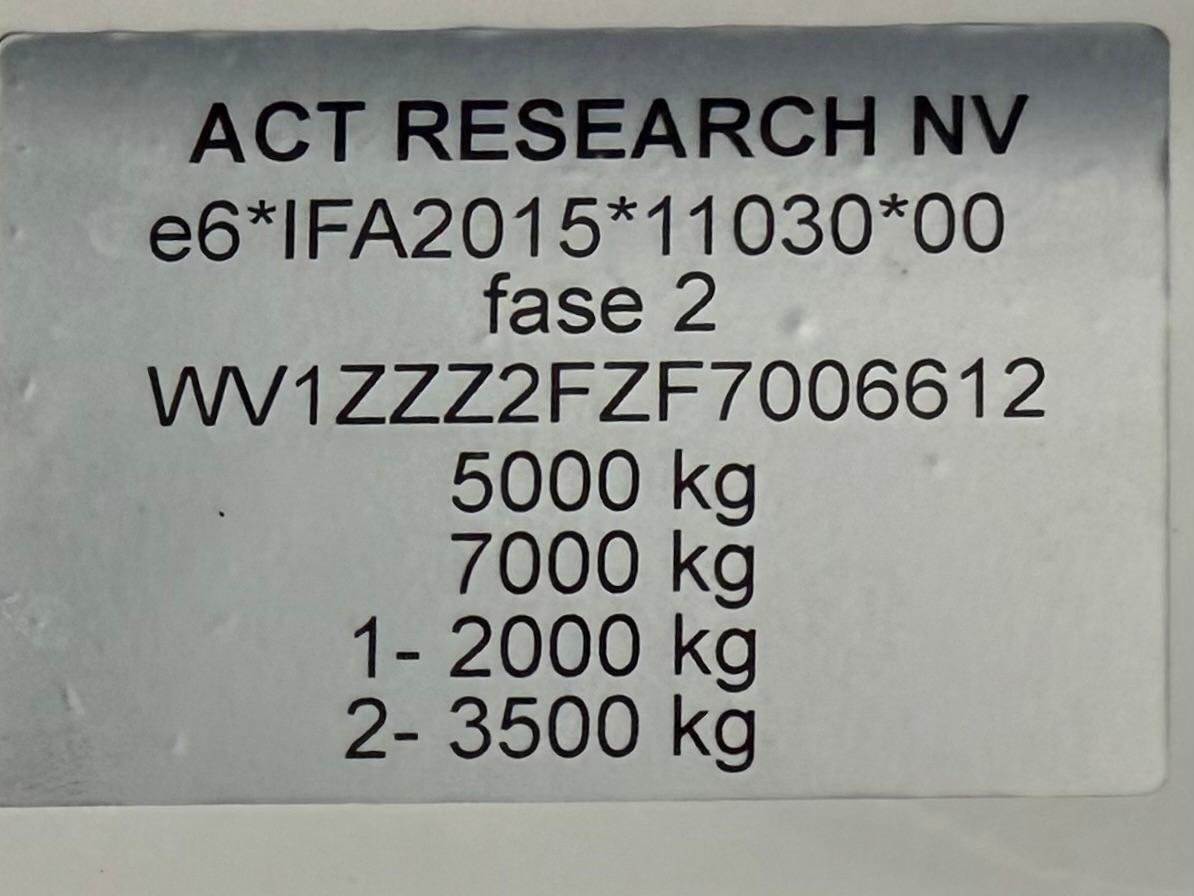 ACT RESEARCH NV
e6*IFA2015*11030*00
fase 2
WV1ZZZ2FZF7006612
5000 kg
7000 kg
1- 2000 kg
2- 3500 kg